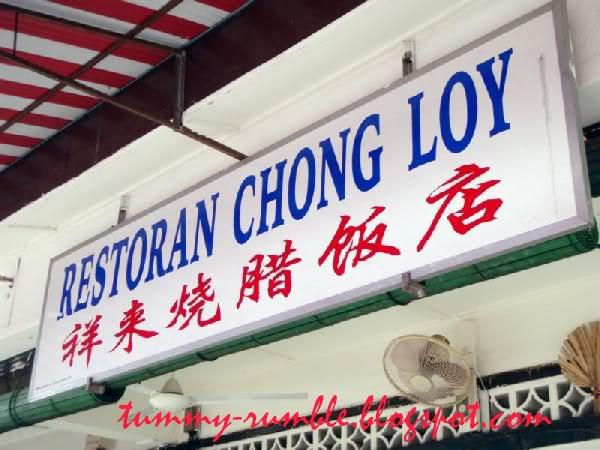 RESTORAN CHONG LOY
祥来烧腊饭店
tummy-rumble.blogspot.com